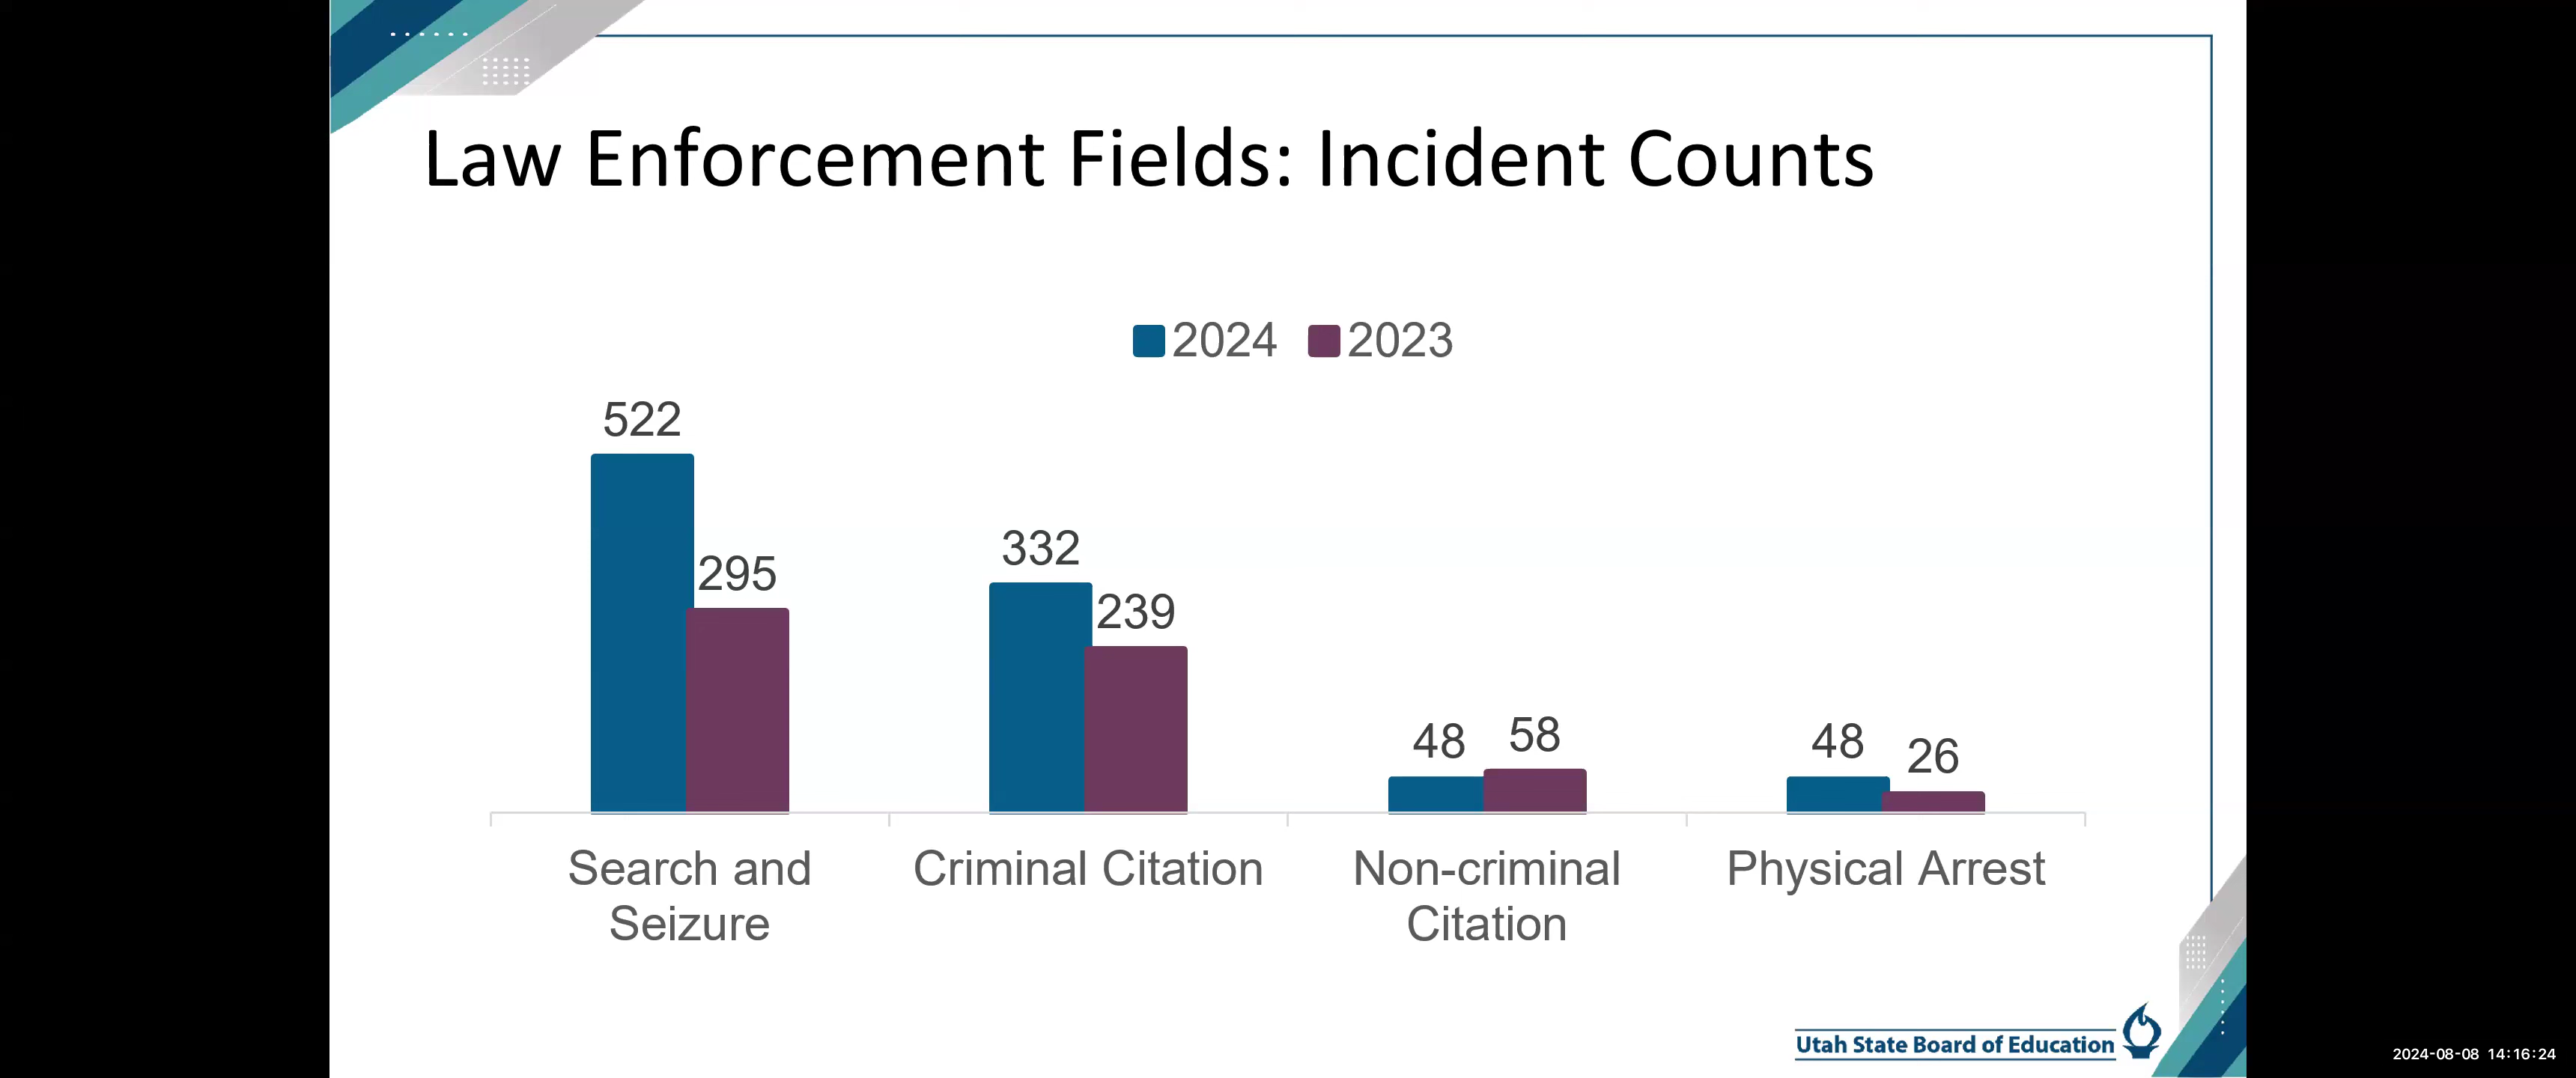 Law Enforcement Fields: Incident Counts
2024 2023
522
295
332
239
48
58
48
26
Search and
Seizure
Criminal Citation
Non-criminal
Citation
Physical Arrest
Utah State Board of Education
2024-08-08 14:16:24